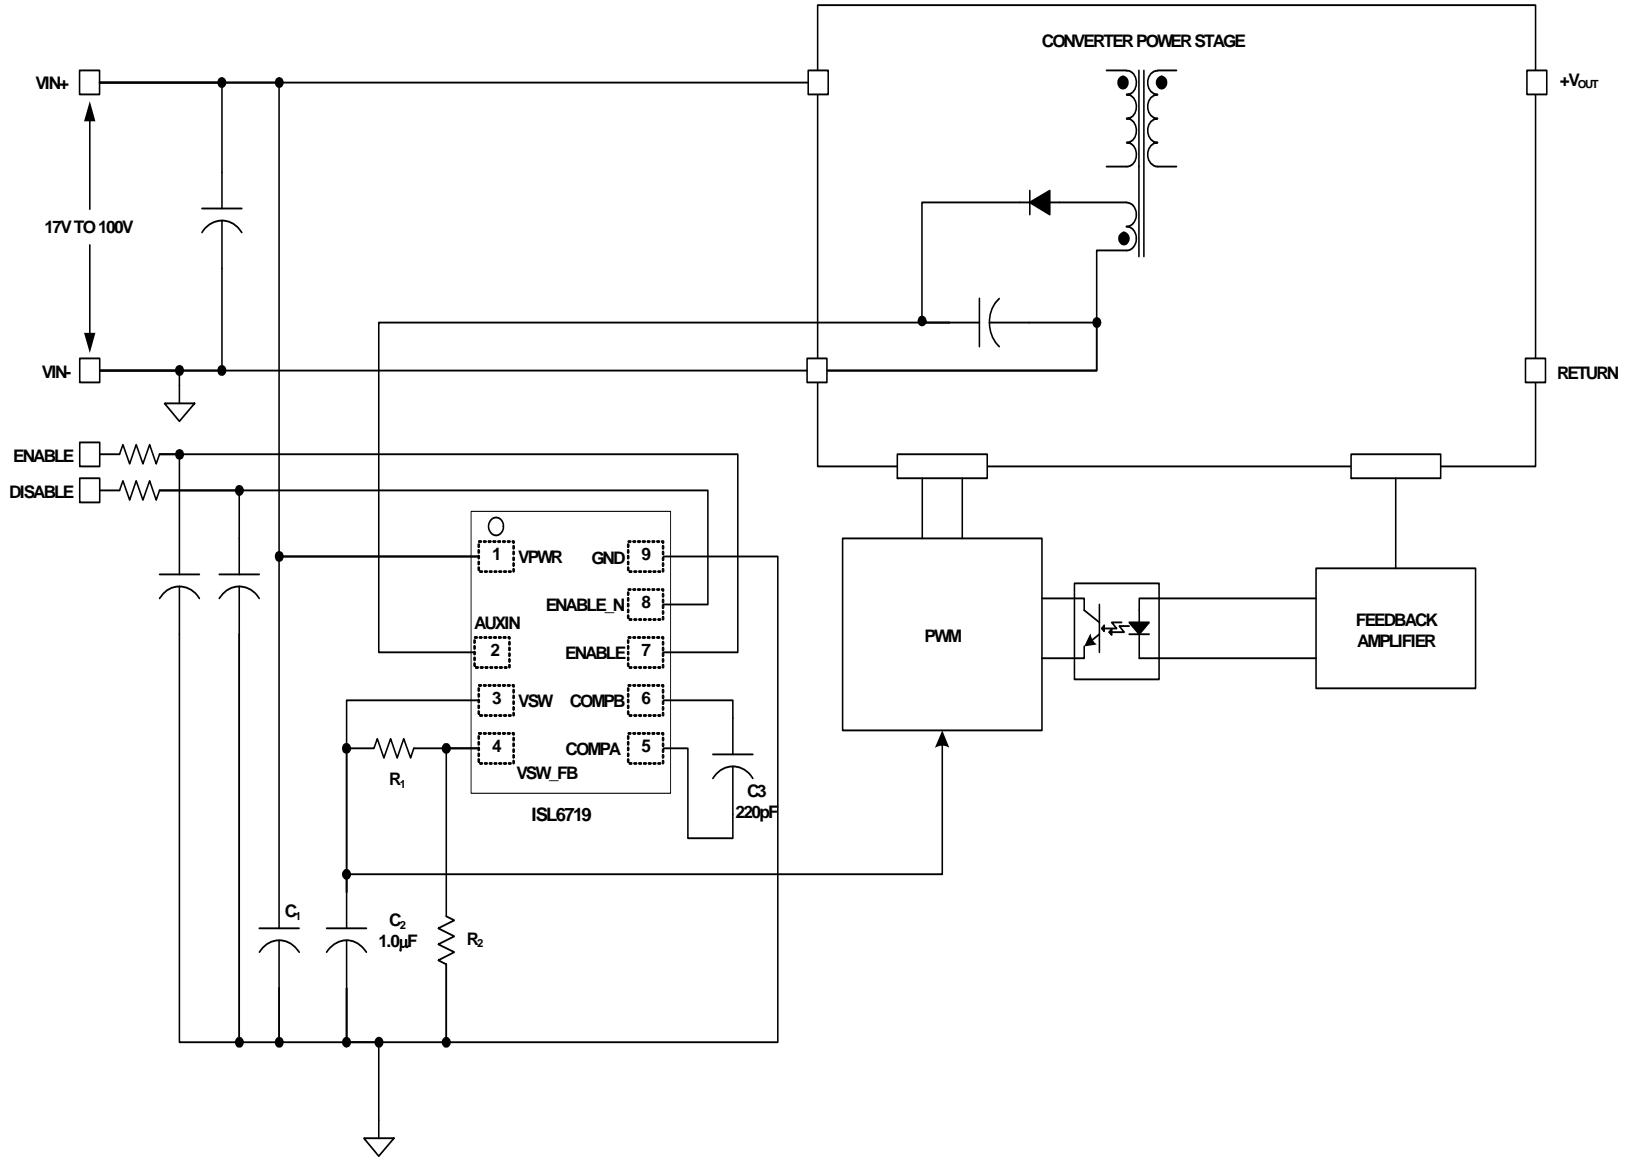 CONVERTER POWER STAGE
VIN+
+VOUT
17V TO 100V
VIN-
RETURN
ENABLE
DISABLE
1 VPWR
GND 9
ENABLE_N 8
AUXIN
2
ENABLE 7
3 VSW
COMPB 6
4
VSW_FB
COMPA 5
R1
C3
220pF
ISL6719
PWM
FEEDBACK
AMPLIFIER
C1
C2
1.0µF
R2